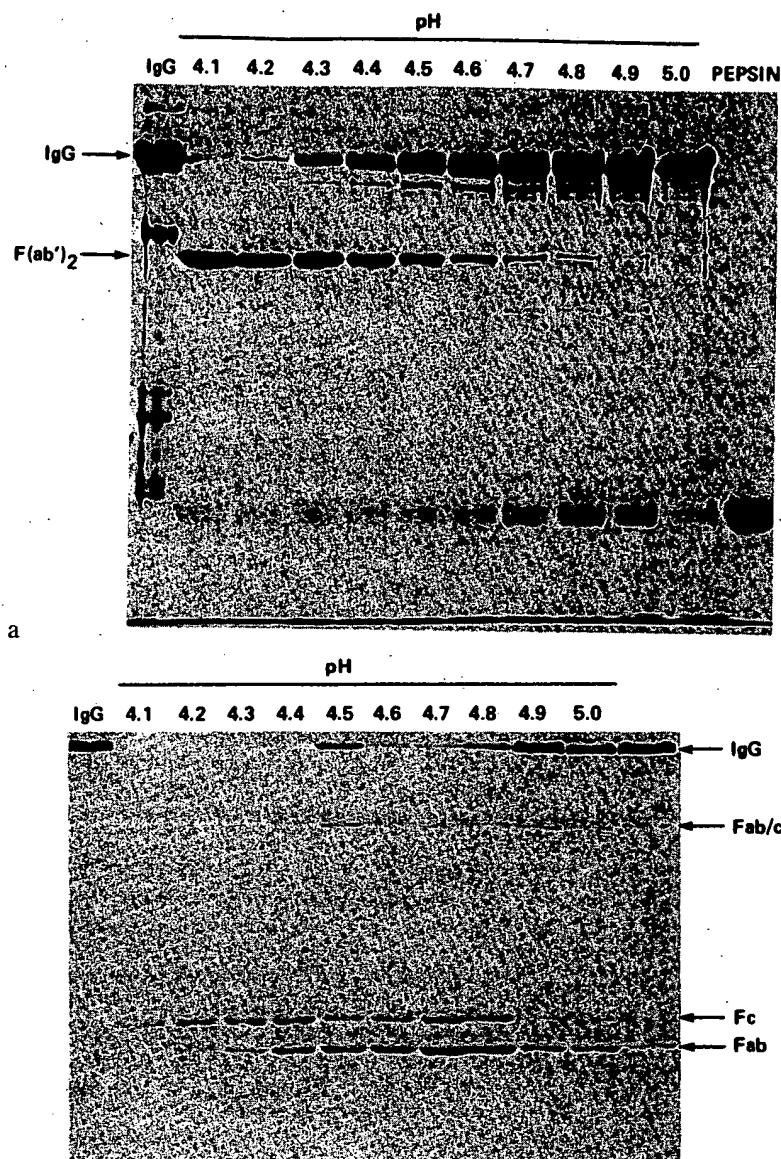 pH
IgG 4.1 4.2 4.3 4.4 4.5 4.6 4.7 4.8 4.9 5.0 PEPSIN
IgG
F(ab')2
a
pH
IgG 4.1 4.2 4.3 4.4 4.5 4.6 4.7 4.8 4.9 5.0
IgG
Fab/c
Fc
Fab